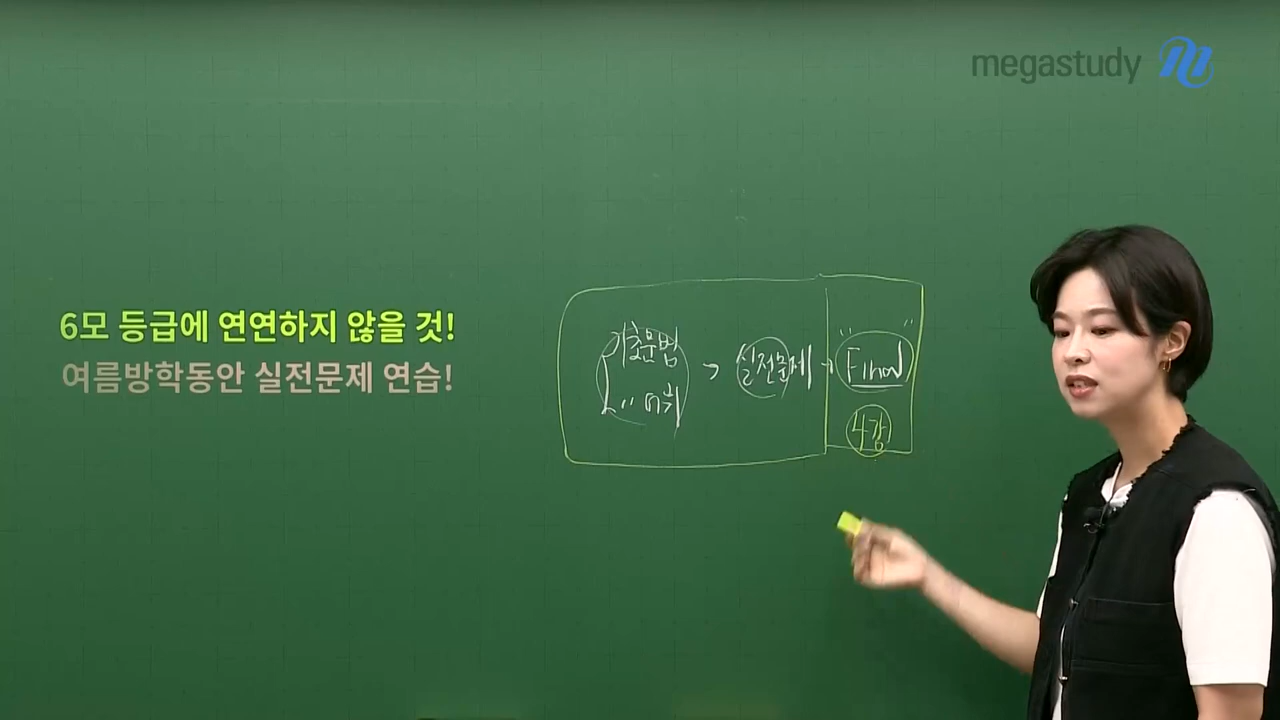 megastudy
6모 등급에 연연하지 않을 것!
여름방학동안 실전문제 연습!
기출문법 → 실전문제 → "Final"
" 어휘
4강